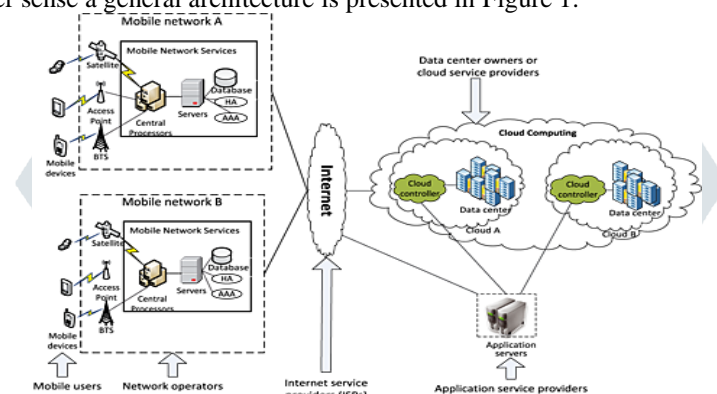 er sense a general architecture is presented in Figure 1.
Mobile network A
Mobile Network Services
Satellite
Database
HA
AAA
Access
Point
Servers
Central
Processors
Mobile
devices
BTS
Data center owners or
cloud service providers
Cloud Computing
Cloud
controller
Data center
Cloud A
Cloud
controller
Data center
Cloud B
Internet
Mobile network B
Mobile Network Services
Satellite
Database
HA
AAA
Access
Point
Servers
Central
Processors
Mobile
devices
BTS
Application
servers
Mobile users
Network operators
Internet service
providers (ISPs)
Application service providers